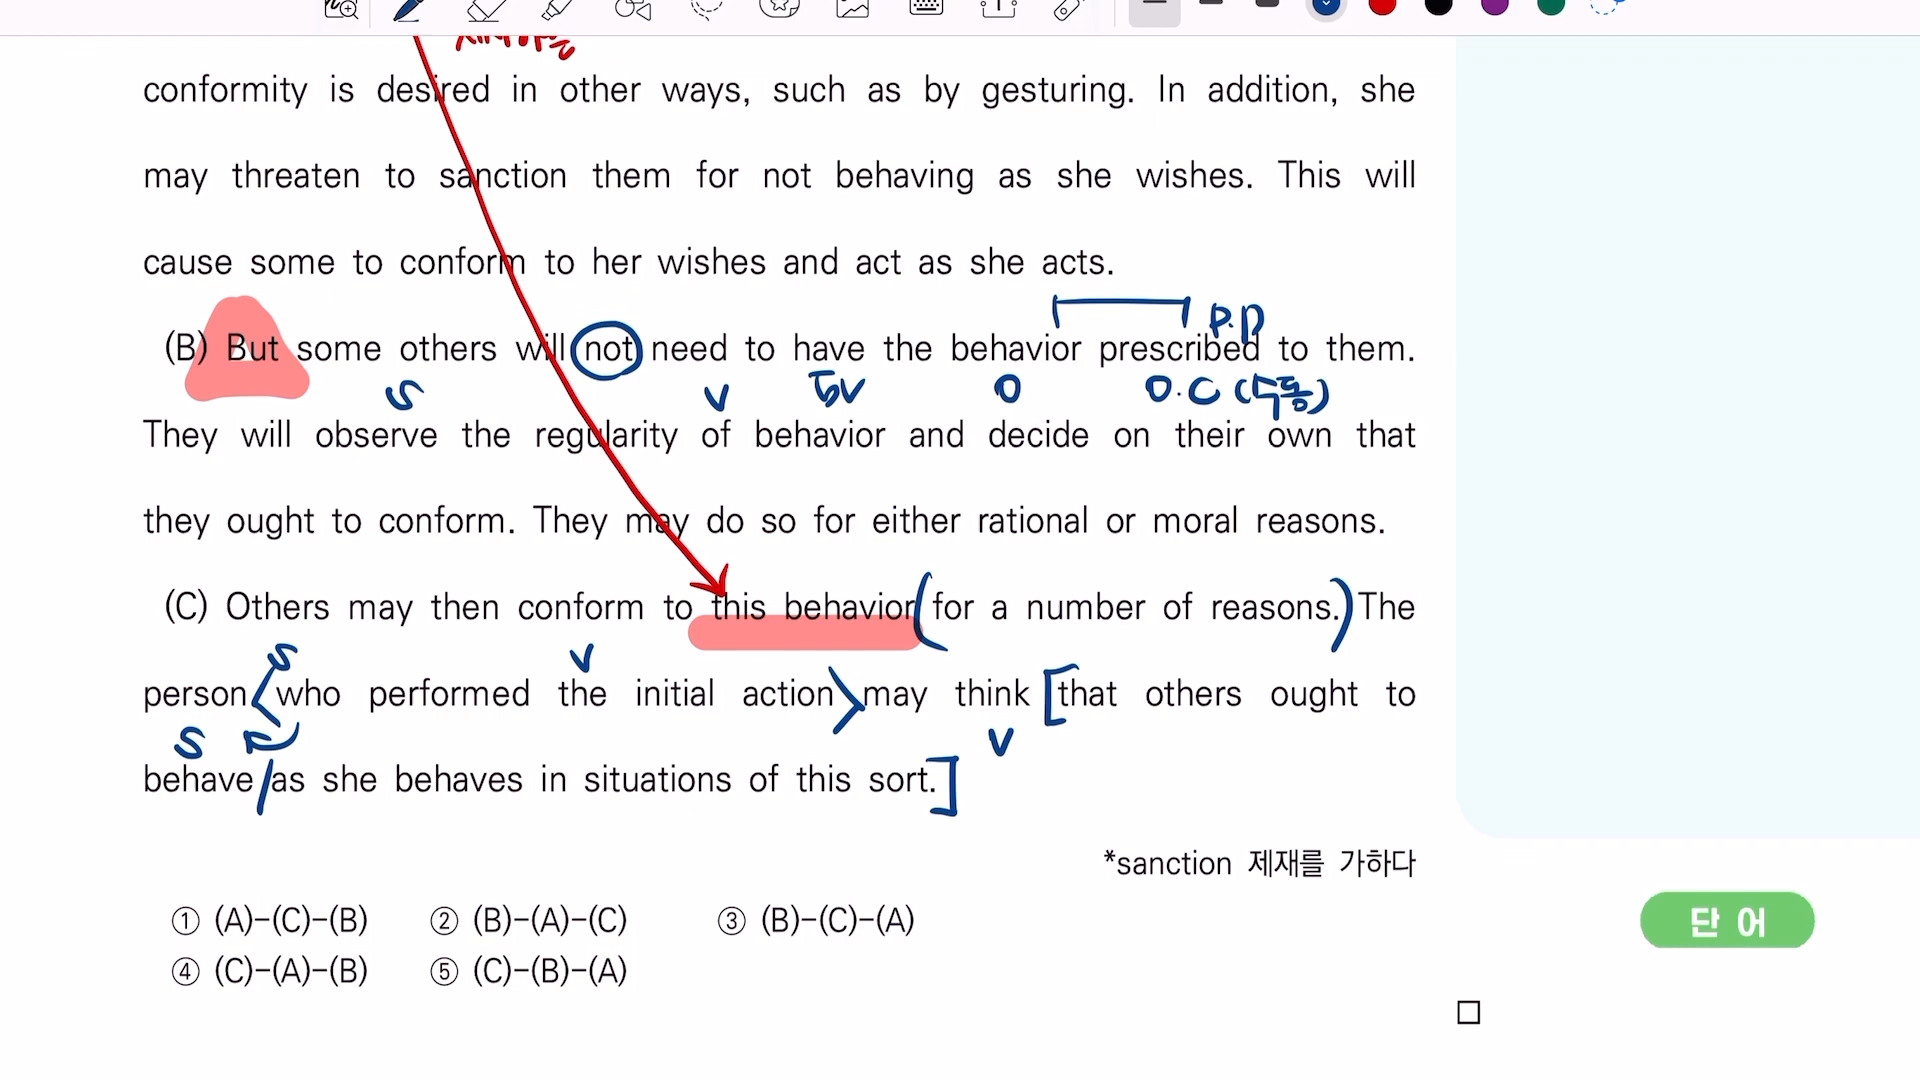 conformity is desired in other ways, such as by gesturing. In addition, she
may threaten to sanction them for not behaving as she wishes. This will
cause some to conform to her wishes and act as she acts.
p.p
(B) But some others will not need to have the behavior prescribed to them.
S V 5V O O.C (수동)
They will observe the regularity of behavior and decide on their own that
they ought to conform. They may do so for either rational or moral reasons.
(C) Others may then conform to this behavior (for a number of reasons.) The
S V
person who performed the initial action may think [that others ought to
S V
behave / as she behaves in situations of this sort.]
*sanction 제재를 가하다
① (A)-(C)-(B) ② (B)-(A)-(C) ③ (B)-(C)-(A)
④ (C)-(A)-(B) ⑤ (C)-(B)-(A)
단어